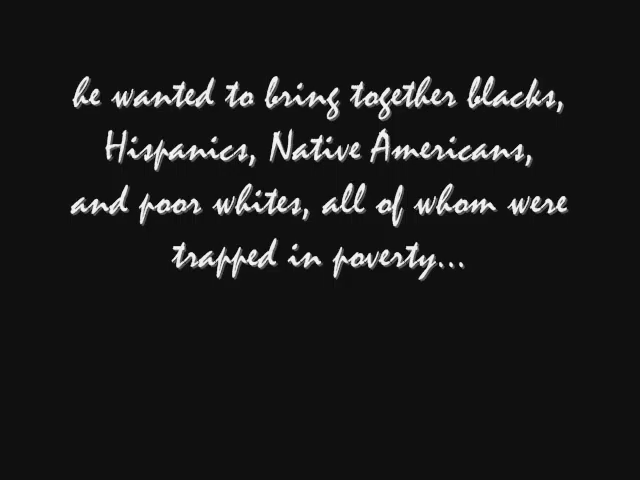 he wanted to bring together blacks,
Hispanics, Native Americans,
and poor whites, all of whom were
trapped in poverty...